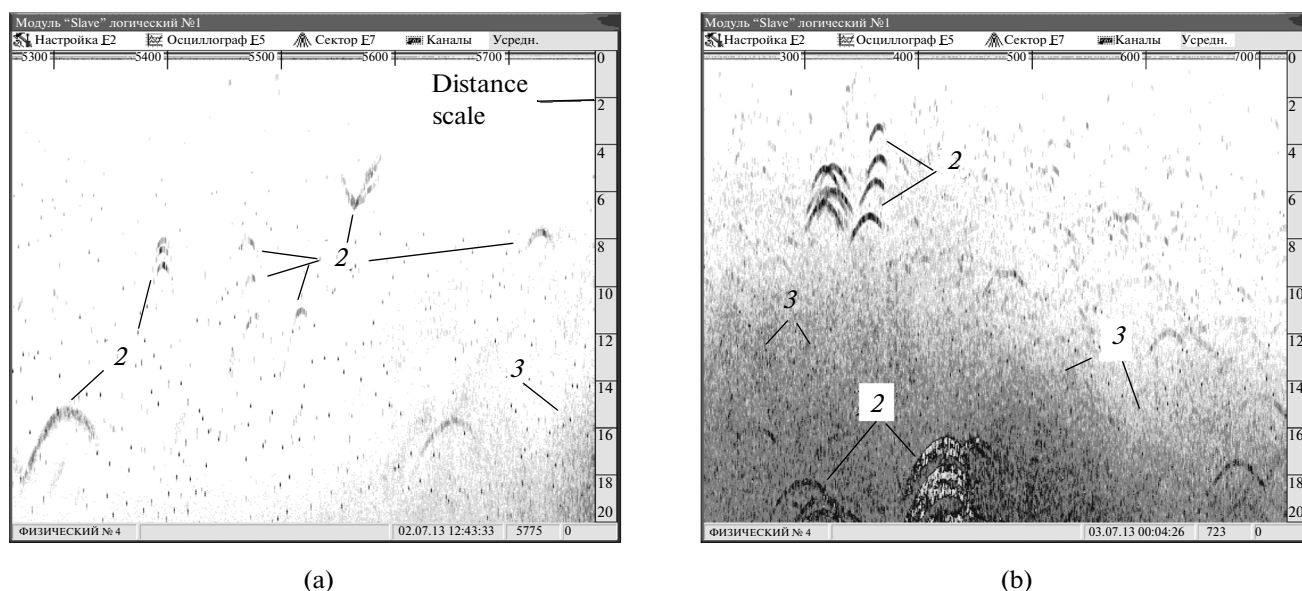 Модуль “Slave” логический №1
Настройка F2 Осциллограф F5 Сектор F7 Каналы Усредн.
5300 5400 5500 5600 5700 0
Distance
scale
2
4
6
8
10
12
14
16
18
20
2
2
3
ФИЗИЧЕСКИЙ № 4 02.07.13 12:43:33 5775 0
(a)
Модуль “Slave” логический №1
Настройка F2 Осциллограф F5 Сектор F7 Каналы Усредн.
300 400 500 600 700 0
2
4
6
8
10
12
14
16
18
20
2
3
3
2
ФИЗИЧЕСКИЙ № 4 03.07.13 00:04:26 723 0
(b)